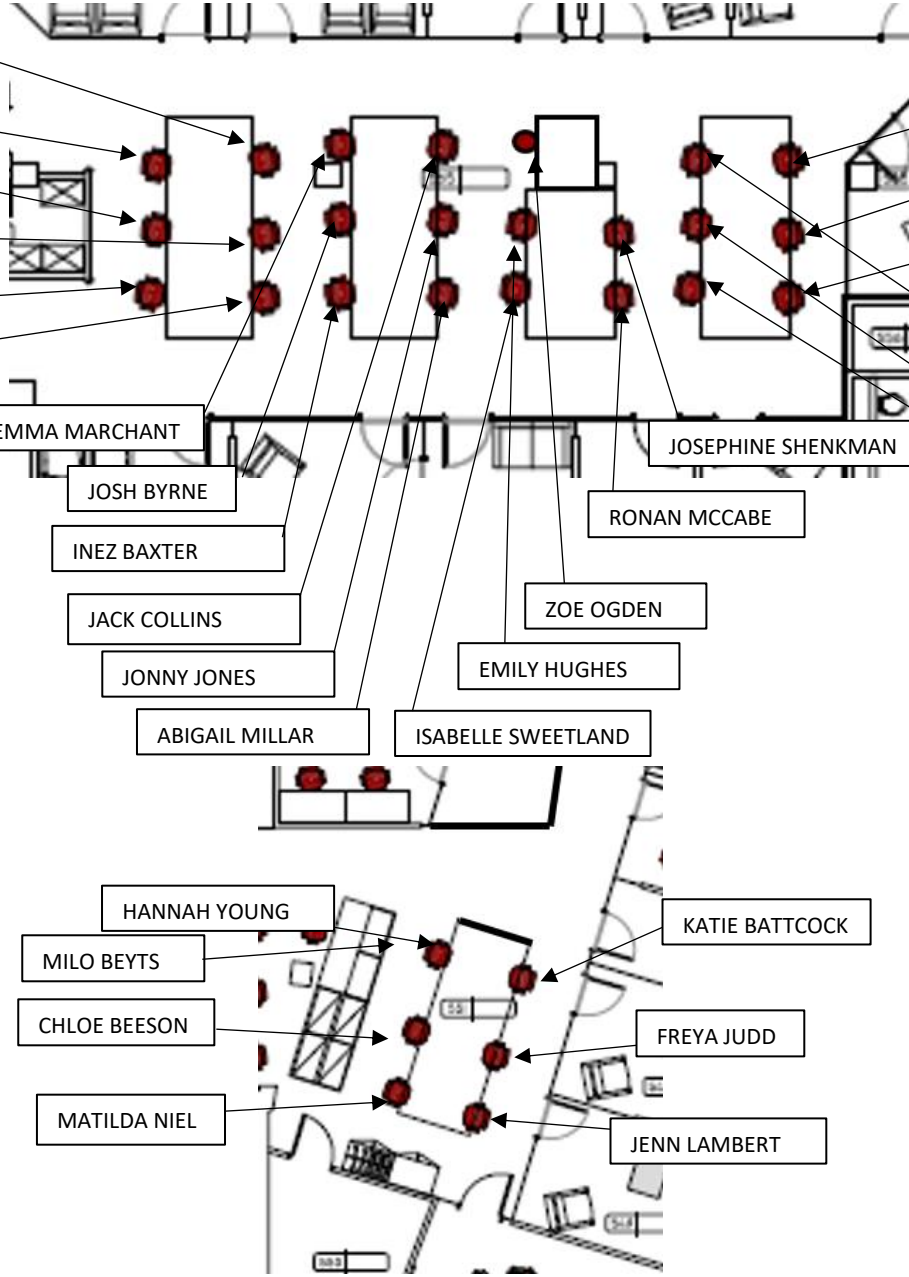 EMMA MARCHANT
JOSEPHINE SHENKMAN
JOSH BYRNE
RONAN MCCABE
INEZ BAXTER
ZOE OGDEN
JACK COLLINS
EMILY HUGHES
JONNY JONES
ABIGAIL MILLAR
ISABELLE SWEETLAND
HANNAH YOUNG
KATIE BATTCOCK
MILO BEYTS
CHLOE BEESON
FREYA JUDD
MATILDA NIEL
JENN LAMBERT